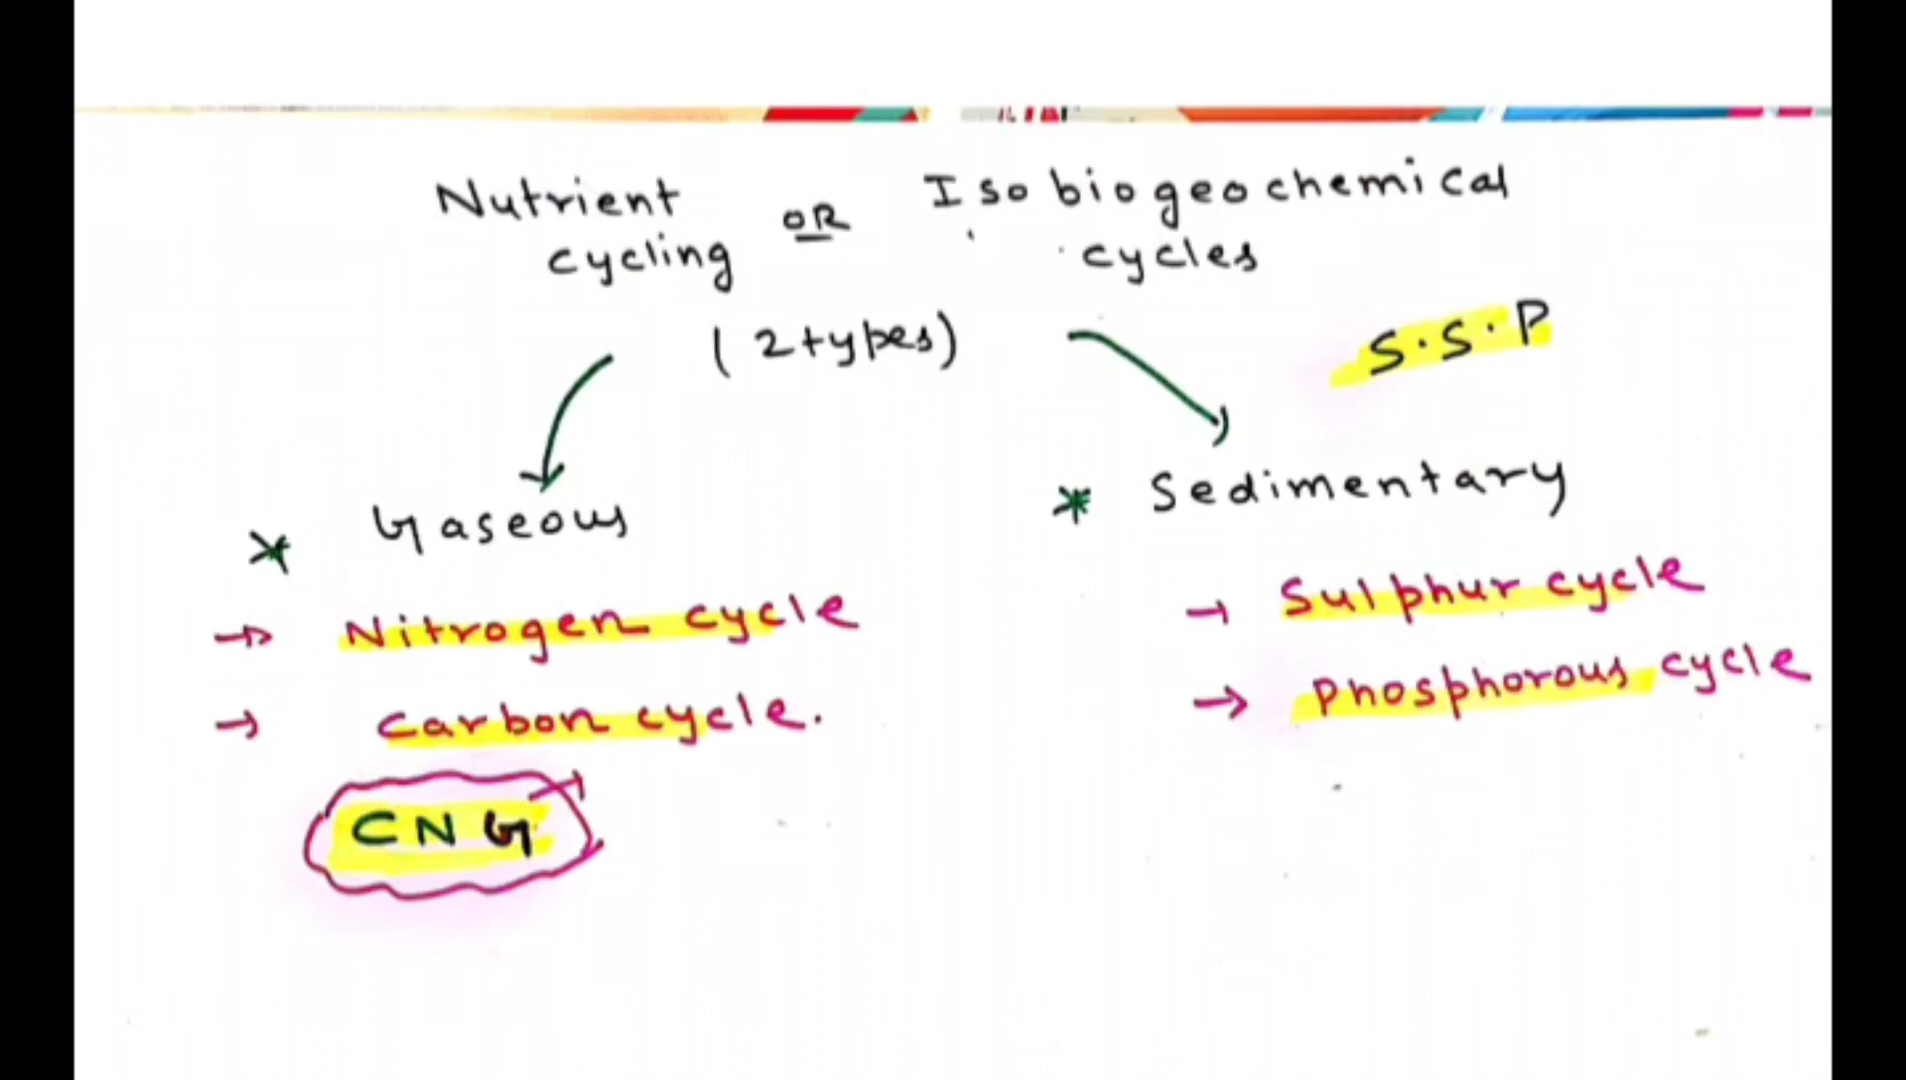 Nutrient OR Isobiogeochemical
cycling cycles
(2 types)
S.S.P
* Gaseous
→ Nitrogen cycle
→ Carbon cycle.
CNG
* Sedimentary
→ Sulphur cycle
→ Phosphorous cycle